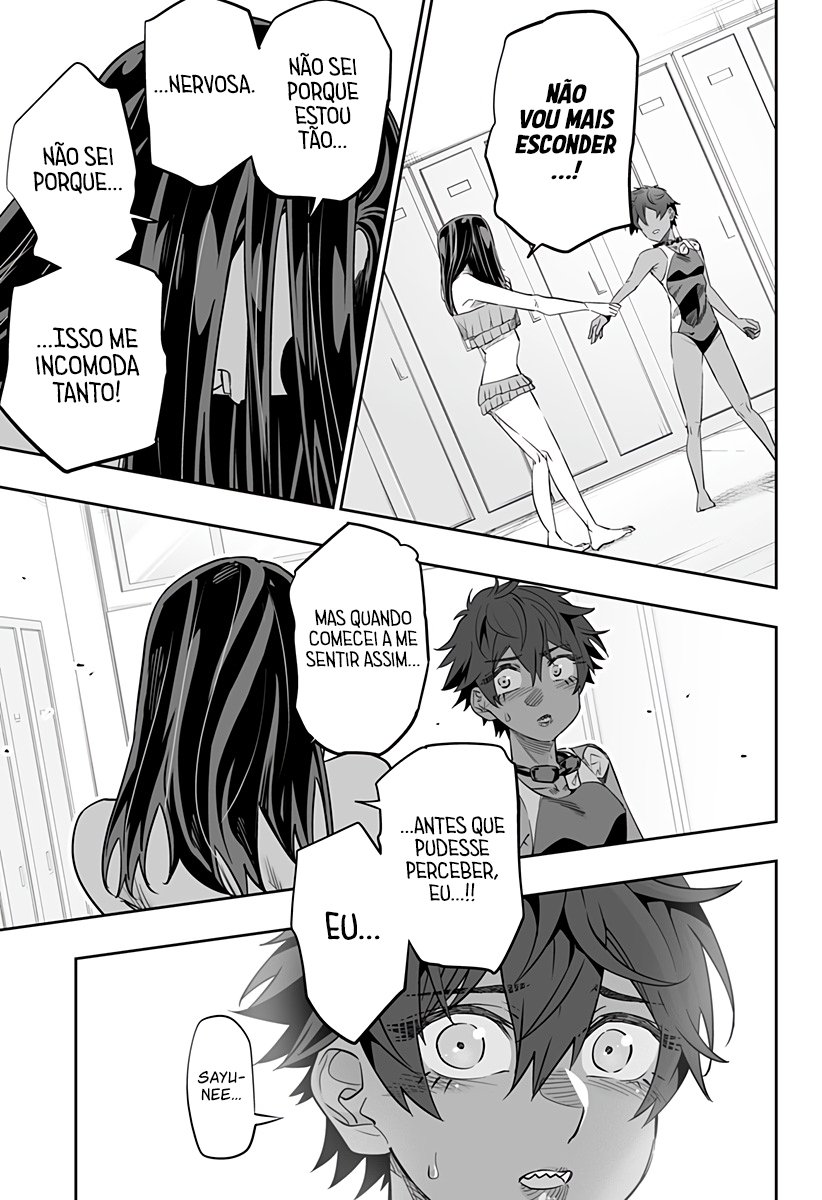 NÃO
VOU MAIS
ESCONDER
...!
NÃO SEI
PORQUE
ESTOU
TÃO...
...NERVOSA.
NÃO SEI
PORQUE...
...ISSO ME
INCOMODA
TANTO!
MAS QUANDO
COMECEI A ME
SENTIR ASSIM...
...ANTES QUE
PUDESSE
PERCEBER,
EU...!!
EU...
SAYU-
NEE...